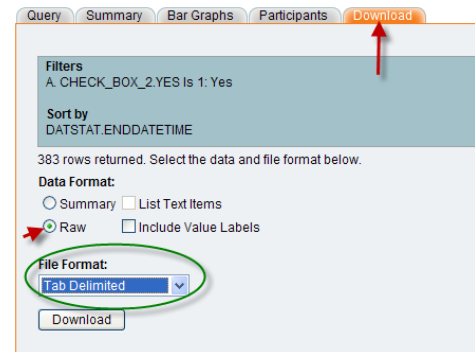 Query Summary Bar Graphs Participants Download
Filters
A. CHECK_BOX_2.YES Is 1: Yes
Sort by
DATSTAT.ENDDATETIME
383 rows returned. Select the data and file format below.
Data Format:
Summary List Text Items
Raw Include Value Labels
File Format:
Tab Delimited
Download